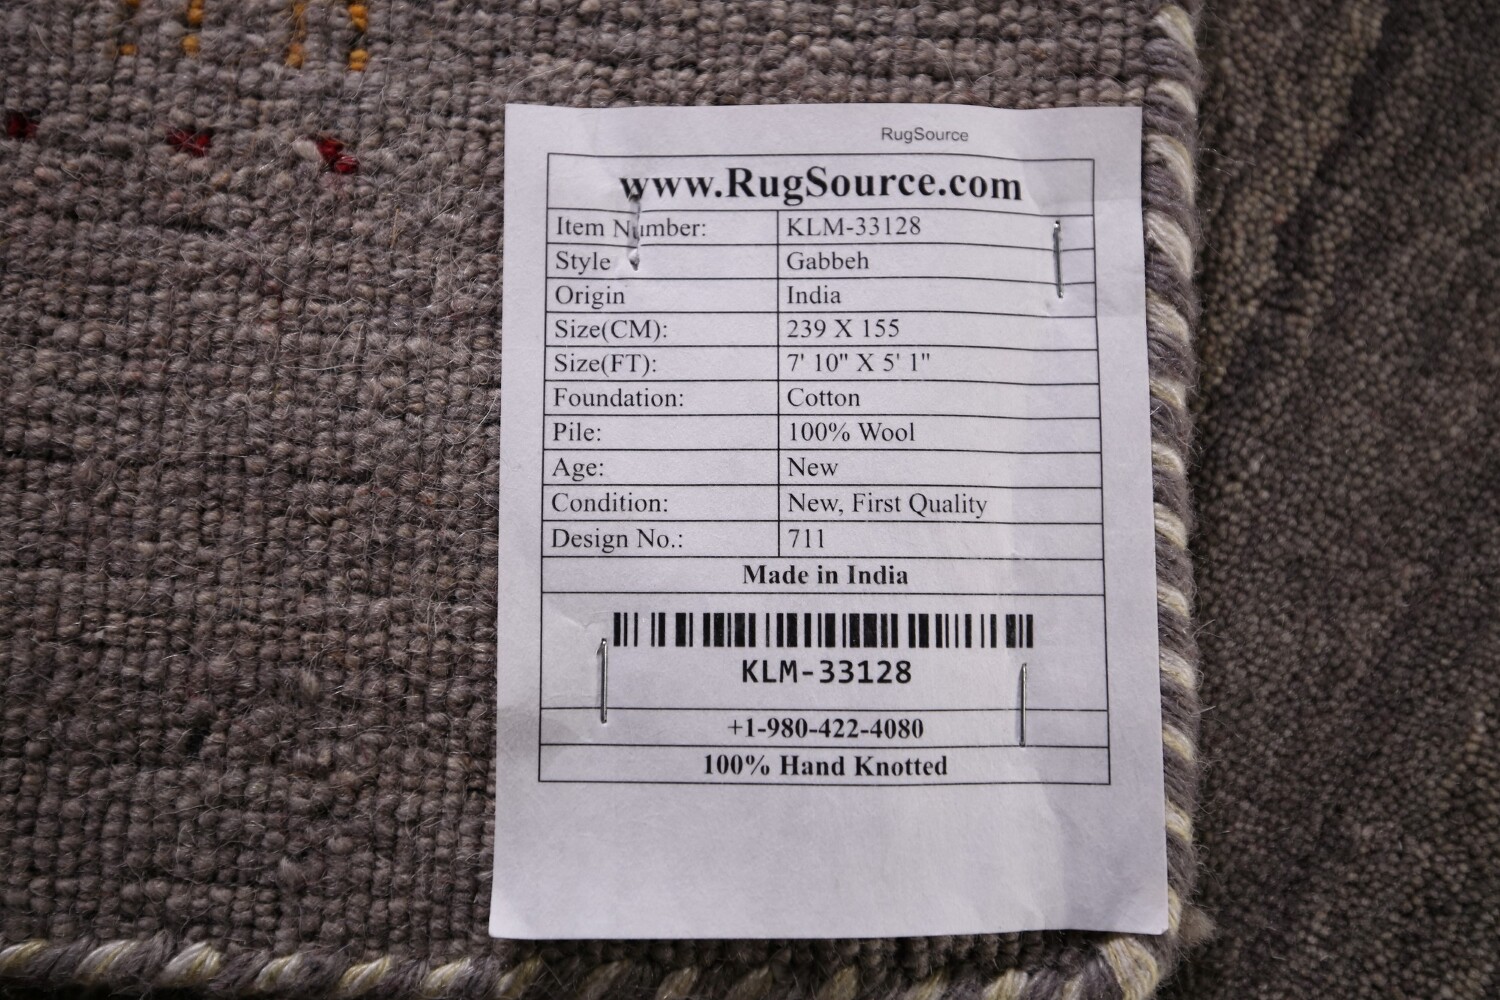 RugSource
www.RugSource.com
Item Number: KLM-33128
Style Gabbeh
Origin India
Size(CM): 239 X 155
Size(FT): 7' 10" X 5' 1"
Foundation: Cotton
Pile: 100% Wool
Age: New
Condition: New, First Quality
Design No.: 711
Made in India
KLM-33128
+1-980-422-4080
100% Hand Knotted